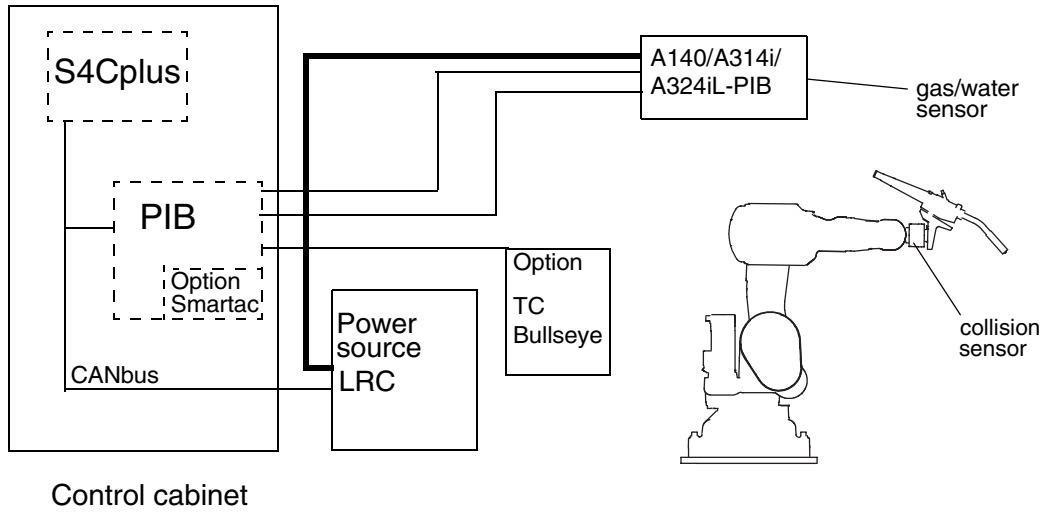 S4Cplus
A140/A314i/
A324iL-PIB
gas/water
sensor
PIB
Option
Smartac
Option
TC
Bullseye
Power
source
LRC
CANbus
collision
sensor
Control cabinet